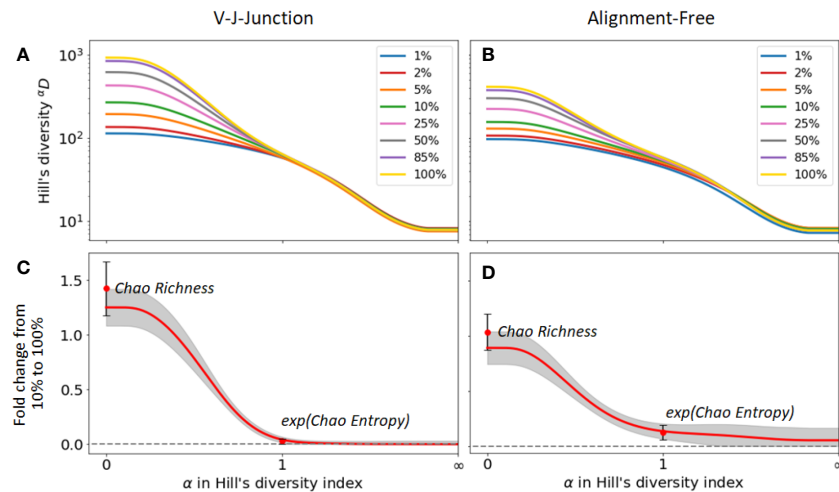 V-J-Junction
Alignment-Free
A
B
Hill's diversity ᵅD
10³
10²
10¹
1%
2%
5%
10%
25%
50%
85%
100%
1%
2%
5%
10%
25%
50%
85%
100%
C
D
Fold change from
10% to 100%
1.5
1.0
0.5
0.0
Chao Richness
exp(Chao Entropy)
Chao Richness
exp(Chao Entropy)
0
1
∞
0
1
∞
α in Hill's diversity index
α in Hill's diversity index